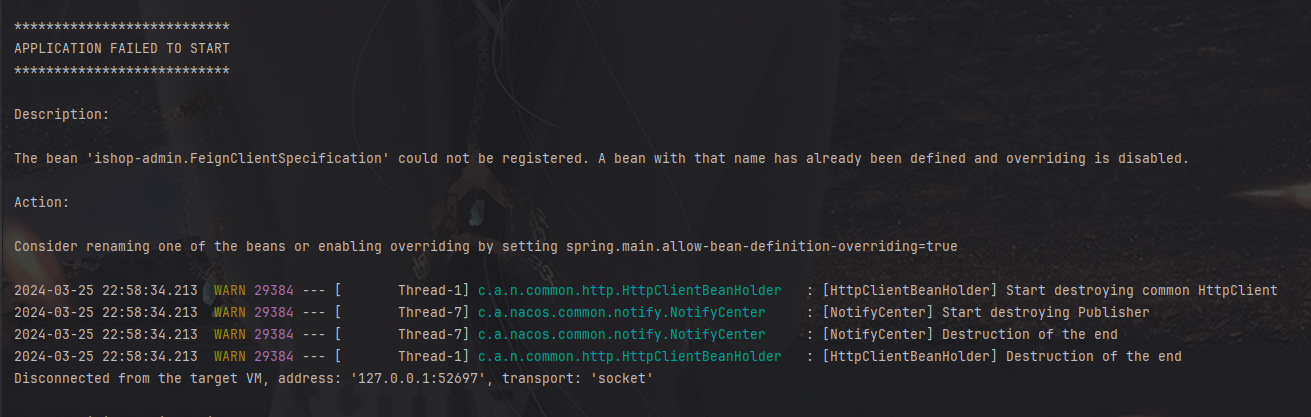 ***************************
APPLICATION FAILED TO START
***************************
Description:
The bean 'ishop-admin.FeignClientSpecification' could not be registered. A bean with that name has already been defined and overriding is disabled.
Action:
Consider renaming one of the beans or enabling overriding by setting spring.main.allow-bean-definition-overriding=true
2024-03-25 22:58:34.213  WARN 29384 --- [       Thread-1] c.a.n.common.http.HttpClientBeanHolder   : [HttpClientBeanHolder] Start destroying common HttpClient
2024-03-25 22:58:34.213  WARN 29384 --- [       Thread-7] c.a.nacos.common.notify.NotifyCenter     : [NotifyCenter] Start destroying Publisher
2024-03-25 22:58:34.213  WARN 29384 --- [       Thread-7] c.a.nacos.common.notify.NotifyCenter     : [NotifyCenter] Destruction of the end
2024-03-25 22:58:34.213  WARN 29384 --- [       Thread-1] c.a.n.common.http.HttpClientBeanHolder   : [HttpClientBeanHolder] Destruction of the end
Disconnected from the target VM, address: '127.0.0.1:52697', transport: 'socket'